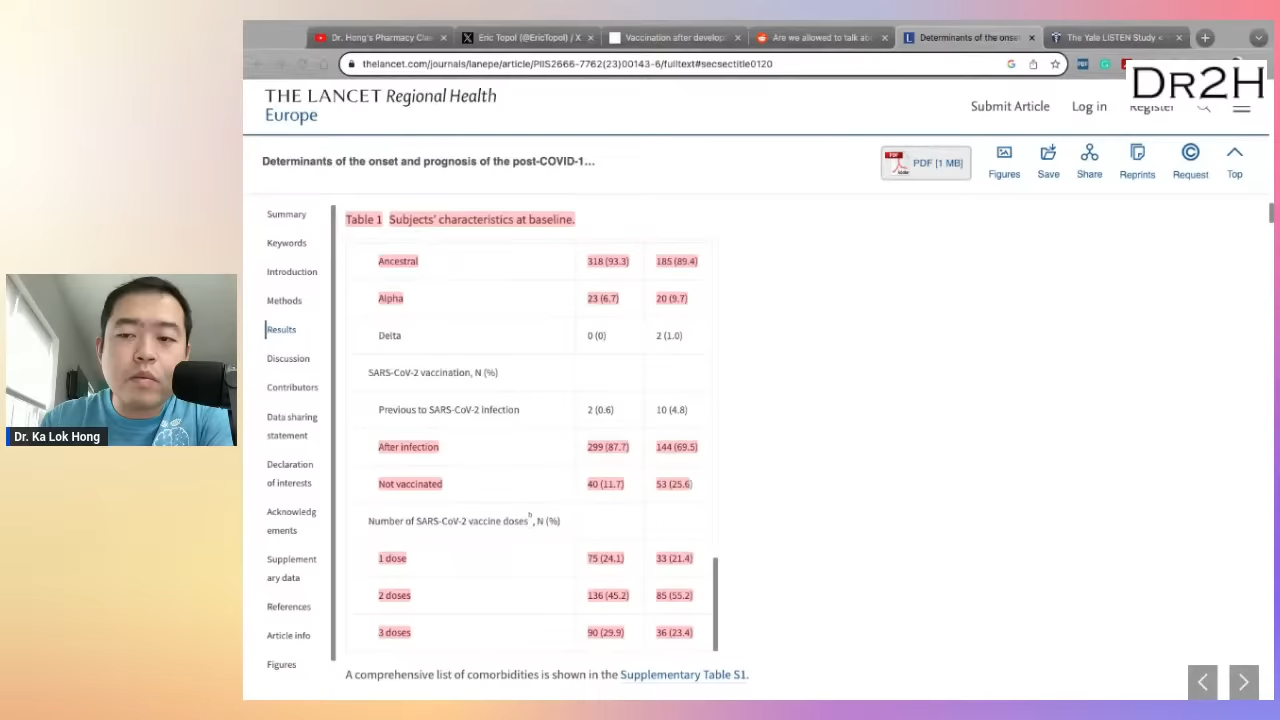 Dr. Hong's Pharmacy Clas
Eric Topol (@EricTopol) / X
Vaccination after develop
Are we allowed to talk ab
Determinants of the onse
The Yale LISTEN Study <
thelancet.com/journals/lanepe/article/PIIS2666-7762(23)00143-6/fulltext#secsectitle0120
DR2H
THE LANCET Regional Health
Europe
Submit Article
Log in
Register
Determinants of the onset and prognosis of the post-COVID-1...
PDF [1 MB]
Figures
Save
Share
Reprints
Request
Top
Summary
Keywords
Introduction
Methods
Results
Discussion
Contributors
Data sharing
statement
Declaration
of interests
Acknowledg
ements
Supplement
ary data
References
Article info
Figures
Table 1 Subjects' characteristics at baseline.
Ancestral 318 (93.3) 185 (89.4)
Alpha 23 (6.7) 20 (9.7)
Delta 0 (0) 2 (1.0)
SARS-CoV-2 vaccination, N (%)
Previous to SARS-CoV-2 infection 2 (0.6) 10 (4.8)
After infection 299 (87.7) 144 (69.5)
Not vaccinated 40 (11.7) 53 (25.6)
Number of SARS-CoV-2 vaccine doses b, N (%)
1 dose 75 (24.1) 33 (21.4)
2 doses 136 (45.2) 85 (55.2)
3 doses 90 (29.9) 36 (23.4)
A comprehensive list of comorbidities is shown in the Supplementary Table S1.
Dr. Ka Lok Hong